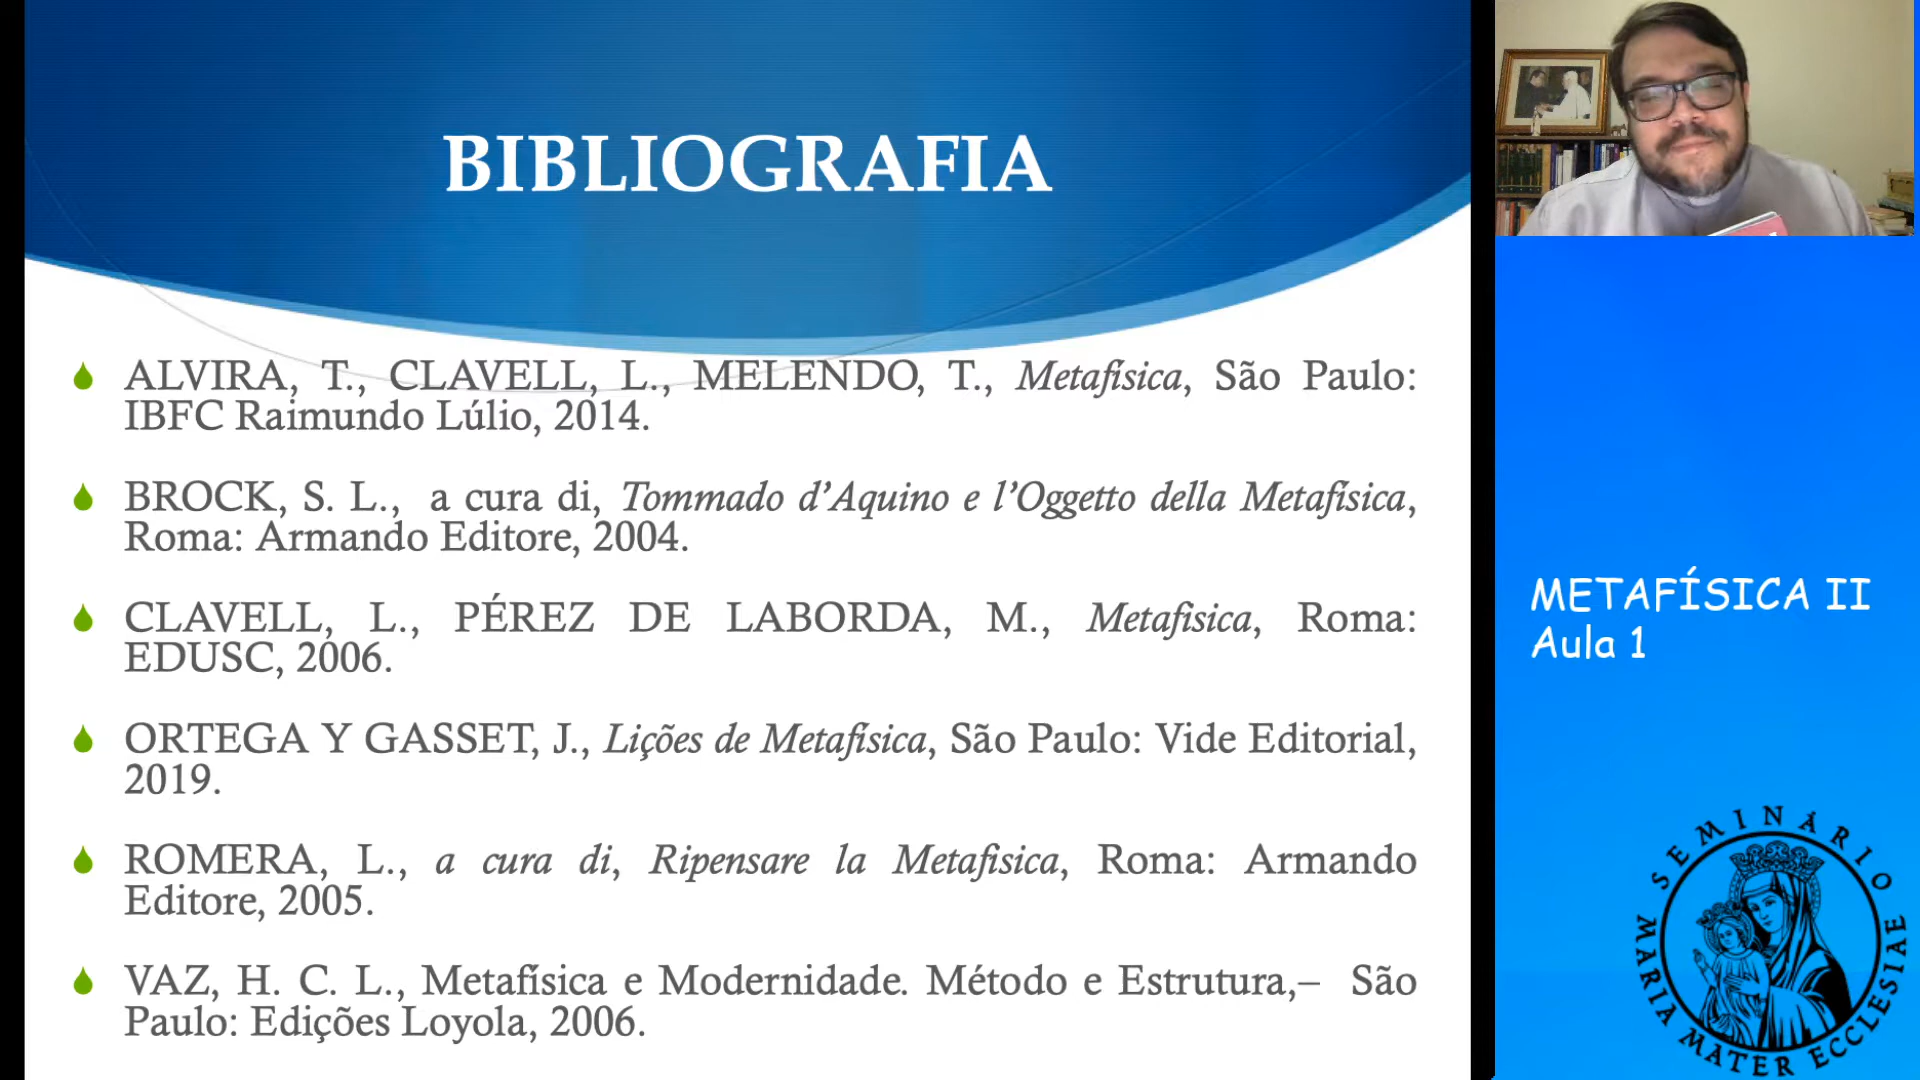 BIBLIOGRAFIA
ALVIRA, T., CLAVELL, L., MELENDO, T., Metafísica, São Paulo:
IBFC Raimundo Lúlio, 2014.
BROCK, S. L., a cura di, Tommado d’Aquino e l’Oggetto della Metafísica,
Roma: Armando Editore, 2004.
CLAVELL, L., PÉREZ DE LABORDA, M., Metafisica, Roma:
EDUSC, 2006.
ORTEGA Y GASSET, J., Lições de Metafísica, São Paulo: Vide Editorial,
2019.
ROMERA, L., a cura di, Ripensare la Metafisica, Roma: Armando
Editore, 2005.
VAZ, H. C. L., Metafísica e Modernidade. Método e Estrutura,– São
Paulo: Edições Loyola, 2006.
METAFÍSICA II
Aula 1
SEMINÁRIO
MARIA MATER ECCLESIAE